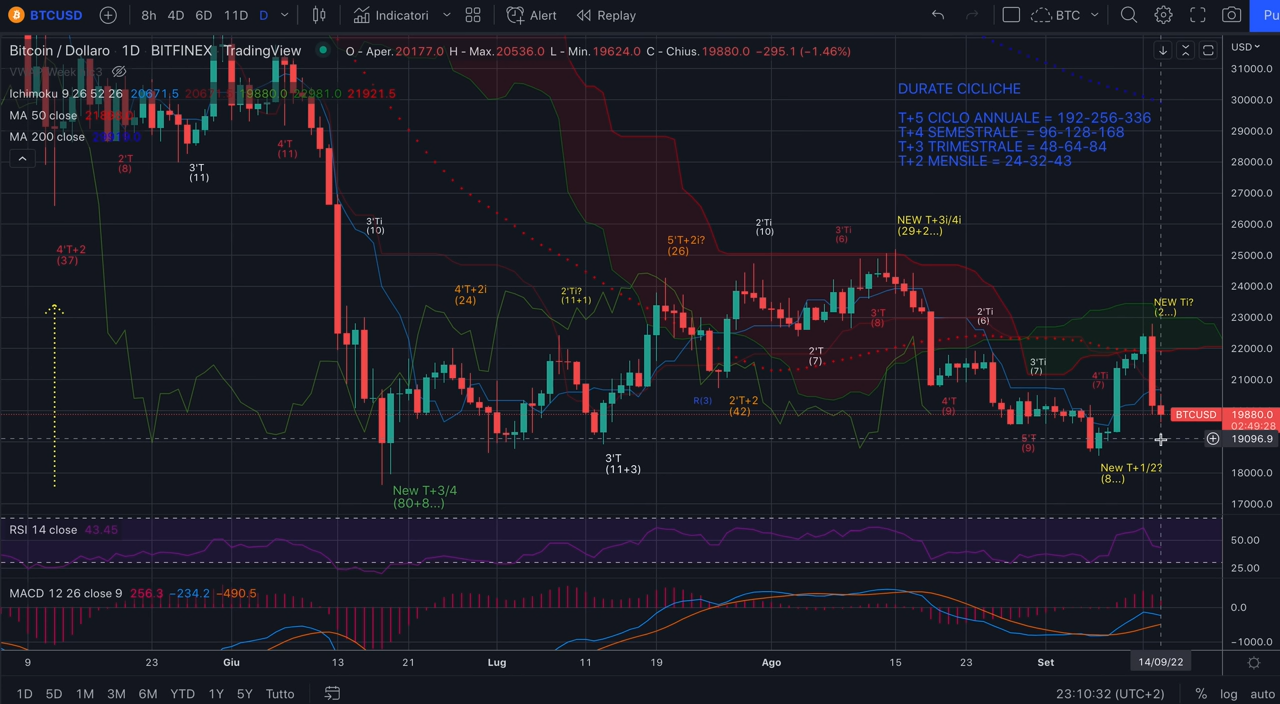 BTCUSD 8h 4D 6D 11D D Indicatori Alert Replay BTC Pu
Bitcoin / Dollaro 1D BITFINEX TradingView O - Aper.20177.0 H - Max.20536.0 L - Min.19624.0 C - Chius.19880.0 −295.1 (−1.46%)
USD
Ichimoku 9 26 52 26 20671.5 19880.0 22981.0 21921.5
MA 50 close
MA 200 close
DURATE CICLICHE
T+5 CICLO ANNUALE = 192-256-336
T+4 SEMESTRALE = 96-128-168
T+3 TRIMESTRALE = 48-64-84
T+2 MENSILE = 24-32-43
31000.0
30000.0
29000.0
28000.0
27000.0
26000.0
25000.0
24000.0
23000.0
22000.0
21000.0
BTCUSD 19880.0
02:49:28
19096.9
18000.0
17000.0
2'T
(8)
3'T
(11)
4'T
(11)
4'T+2
(37)
3'Ti
(10)
4'T+2i
(24)
2'Ti?
(11+1)
5'T+2i?
(26)
2'Ti
(10)
3'Ti
(6)
NEW T+3i/4i
(29+2...)
NEW Ti?
(2...)
3'T
(8)
2'Ti
(6)
2'T
(7)
3'Ti
(7)
4'T
(7)
R(3)
2'T+2
(42)
4'T
(9)
5'T
(9)
3'T
(11+3)
New T+1/2?
(8...)
New T+3/4
(80+8...)
RSI 14 close 43.45
50.00
25.00
MACD 12 26 close 9 256.3 −234.2 −490.5
0.0
−1000.0
9 23 Giu 13 21 Lug 11 19 Ago 15 23 Set 14/09/22
1D 5D 1M 3M 6M YTD 1Y 5Y Tutto 23:10:32 (UTC+2) % log auto